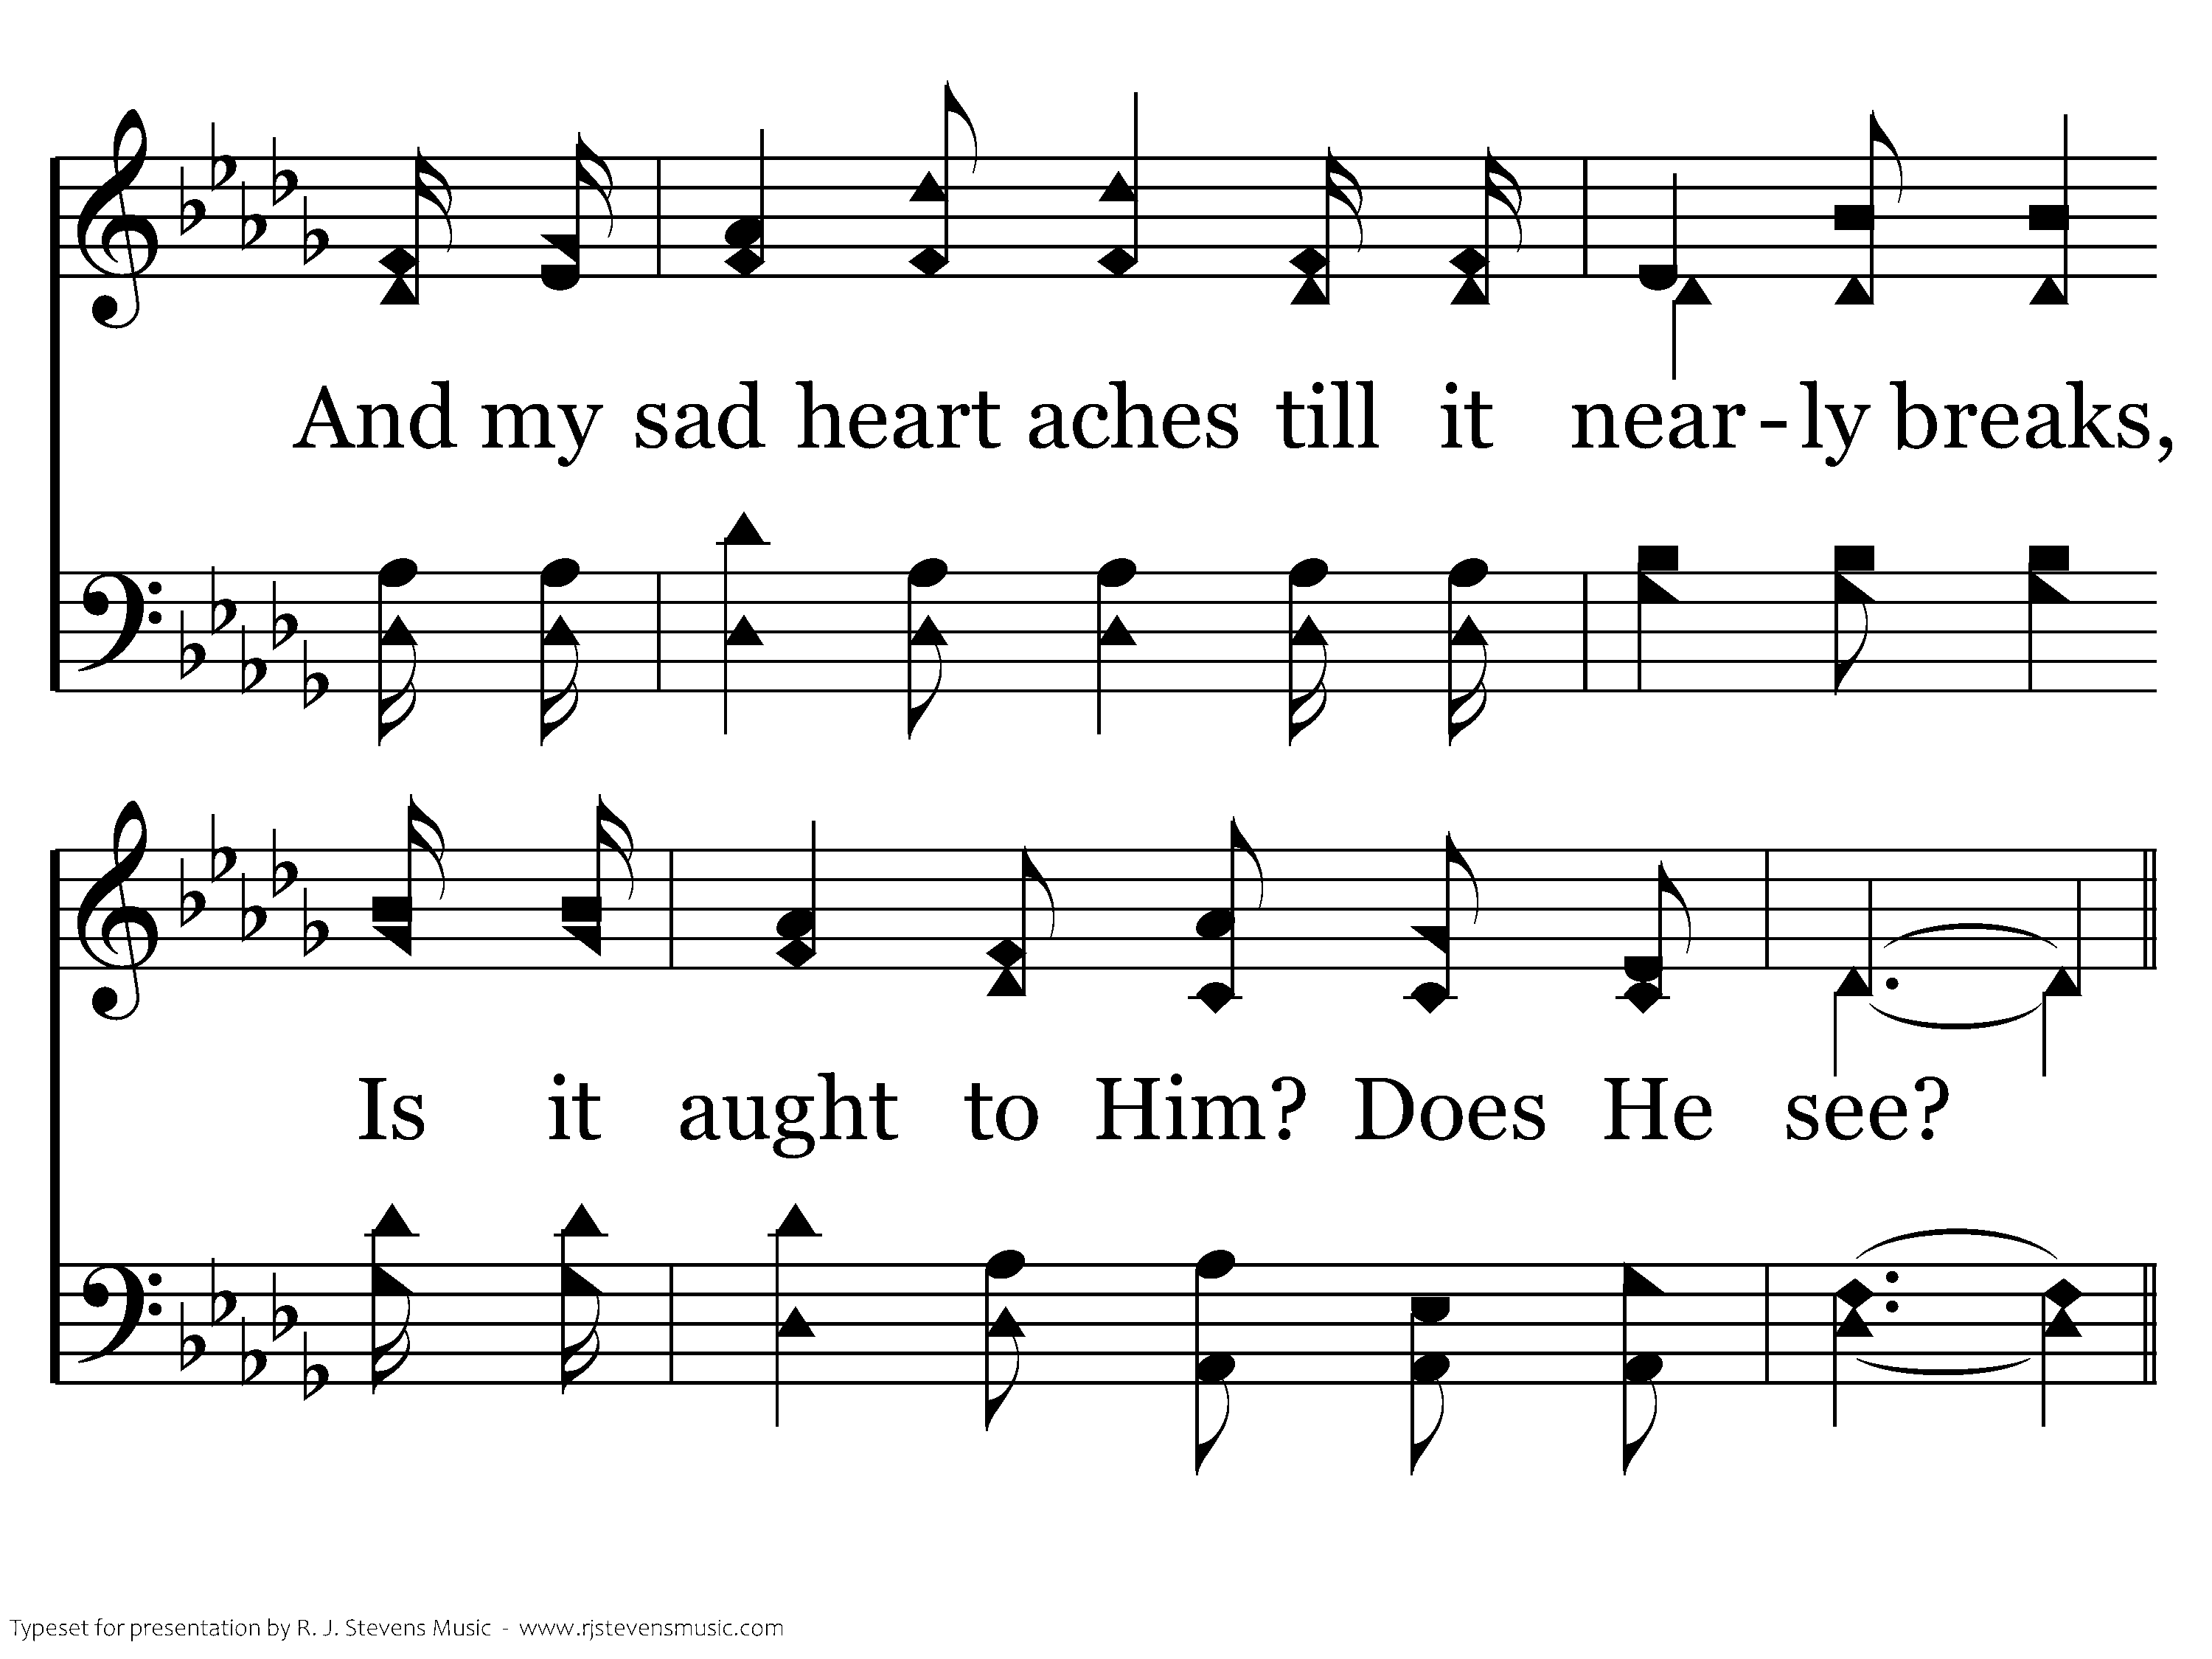 And my sad heart aches till it near-ly breaks,
Is it aught to Him? Does He see?
Typeset for presentation by R. J. Stevens Music - www.rjstevensmusic.com